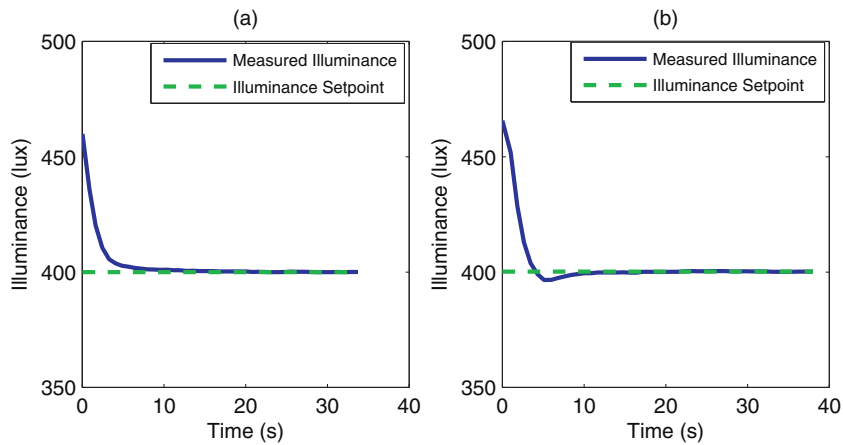 (a)
500
450
400
350
Illuminance (lux)
Measured Illuminance
Illuminance Setpoint
0
10
20
30
40
Time (s)
(b)
500
450
400
350
Illuminance (lux)
Measured Illuminance
Illuminance Setpoint
0
10
20
30
40
Time (s)